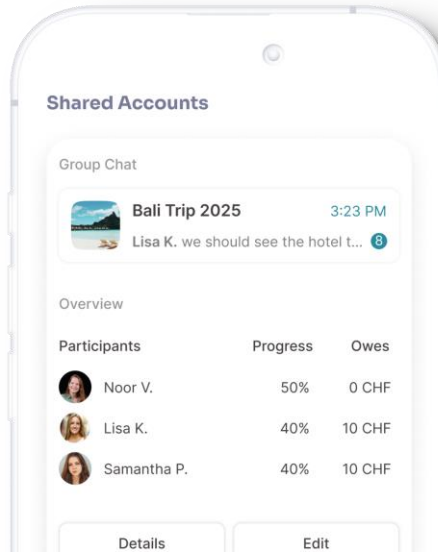 Shared Accounts
Group Chat
Bali Trip 2025 3:23 PM
Lisa K. we should see the hotel t... 8
Overview
Participants Progress Owes
Noor V. 50% 0 CHF
Lisa K. 40% 10 CHF
Samantha P. 40% 10 CHF
Details Edit